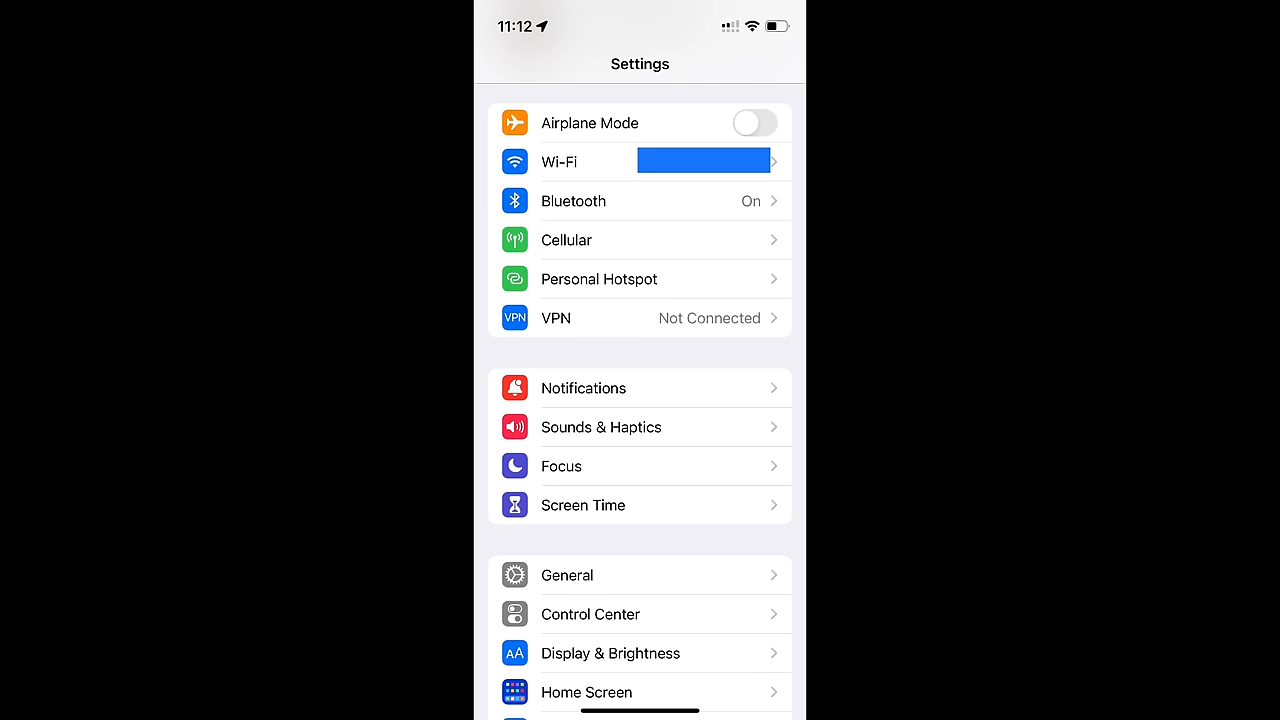 11:12
Settings
Airplane Mode
Wi-Fi
Bluetooth On
Cellular
Personal Hotspot
VPN VPN Not Connected
Notifications
Sounds & Haptics
Focus
Screen Time
General
Control Center
AA Display & Brightness
Home Screen